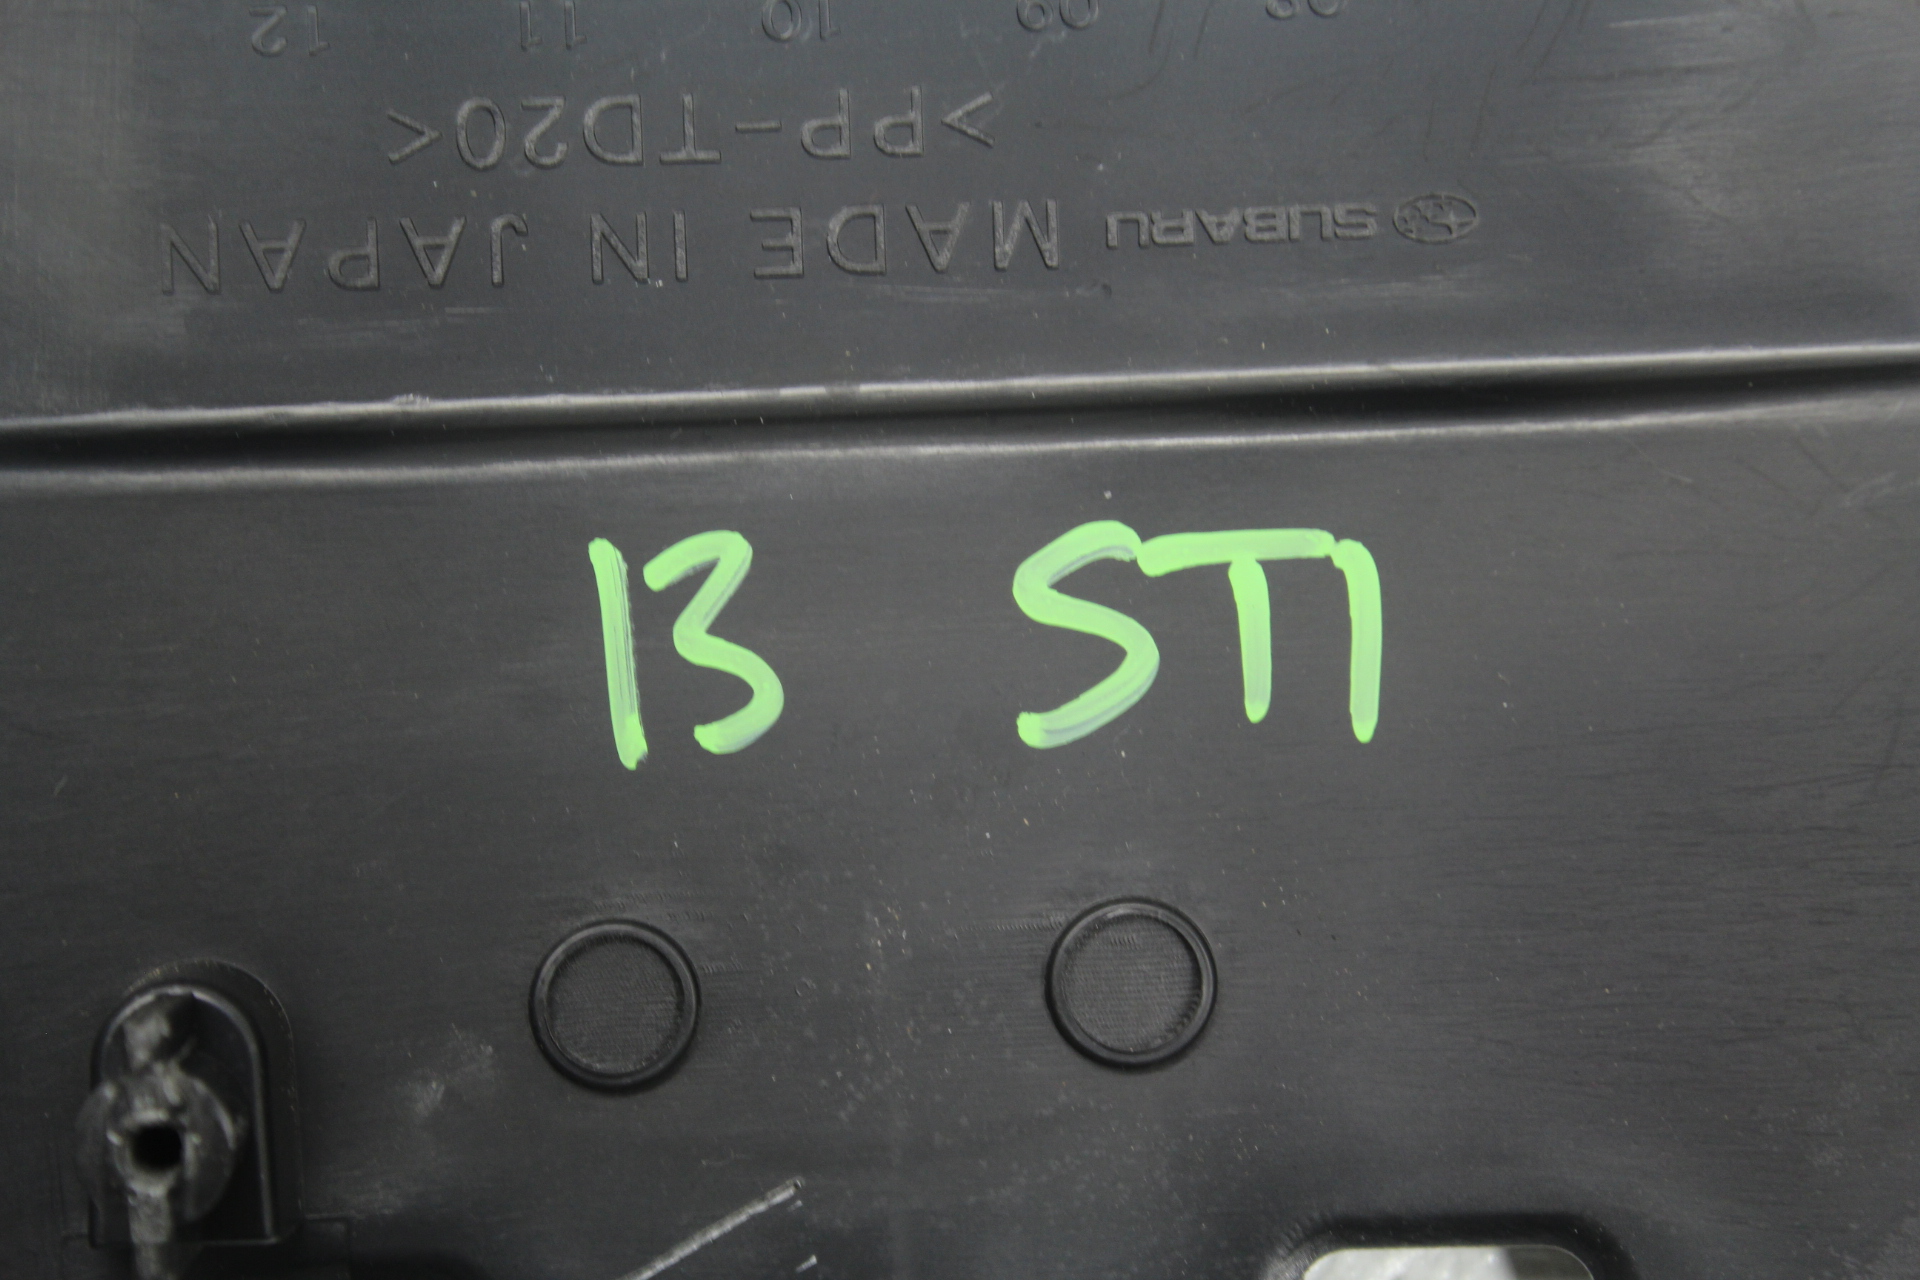 SUBARU MADE IN JAPAN
>PP-TD20<
09 10 11 12
13 STI